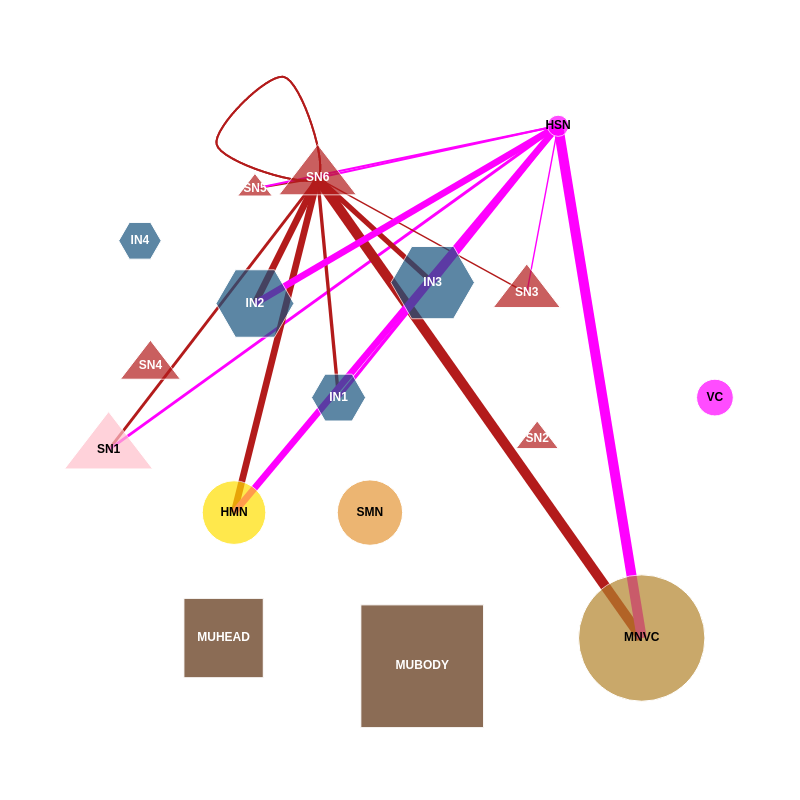 HSN
SN6
SN5
IN4
IN3
SN3
IN2
SN4
IN1
VC
SN2
SN1
HMN
SMN
MUHEAD
MNVC
MUBODY